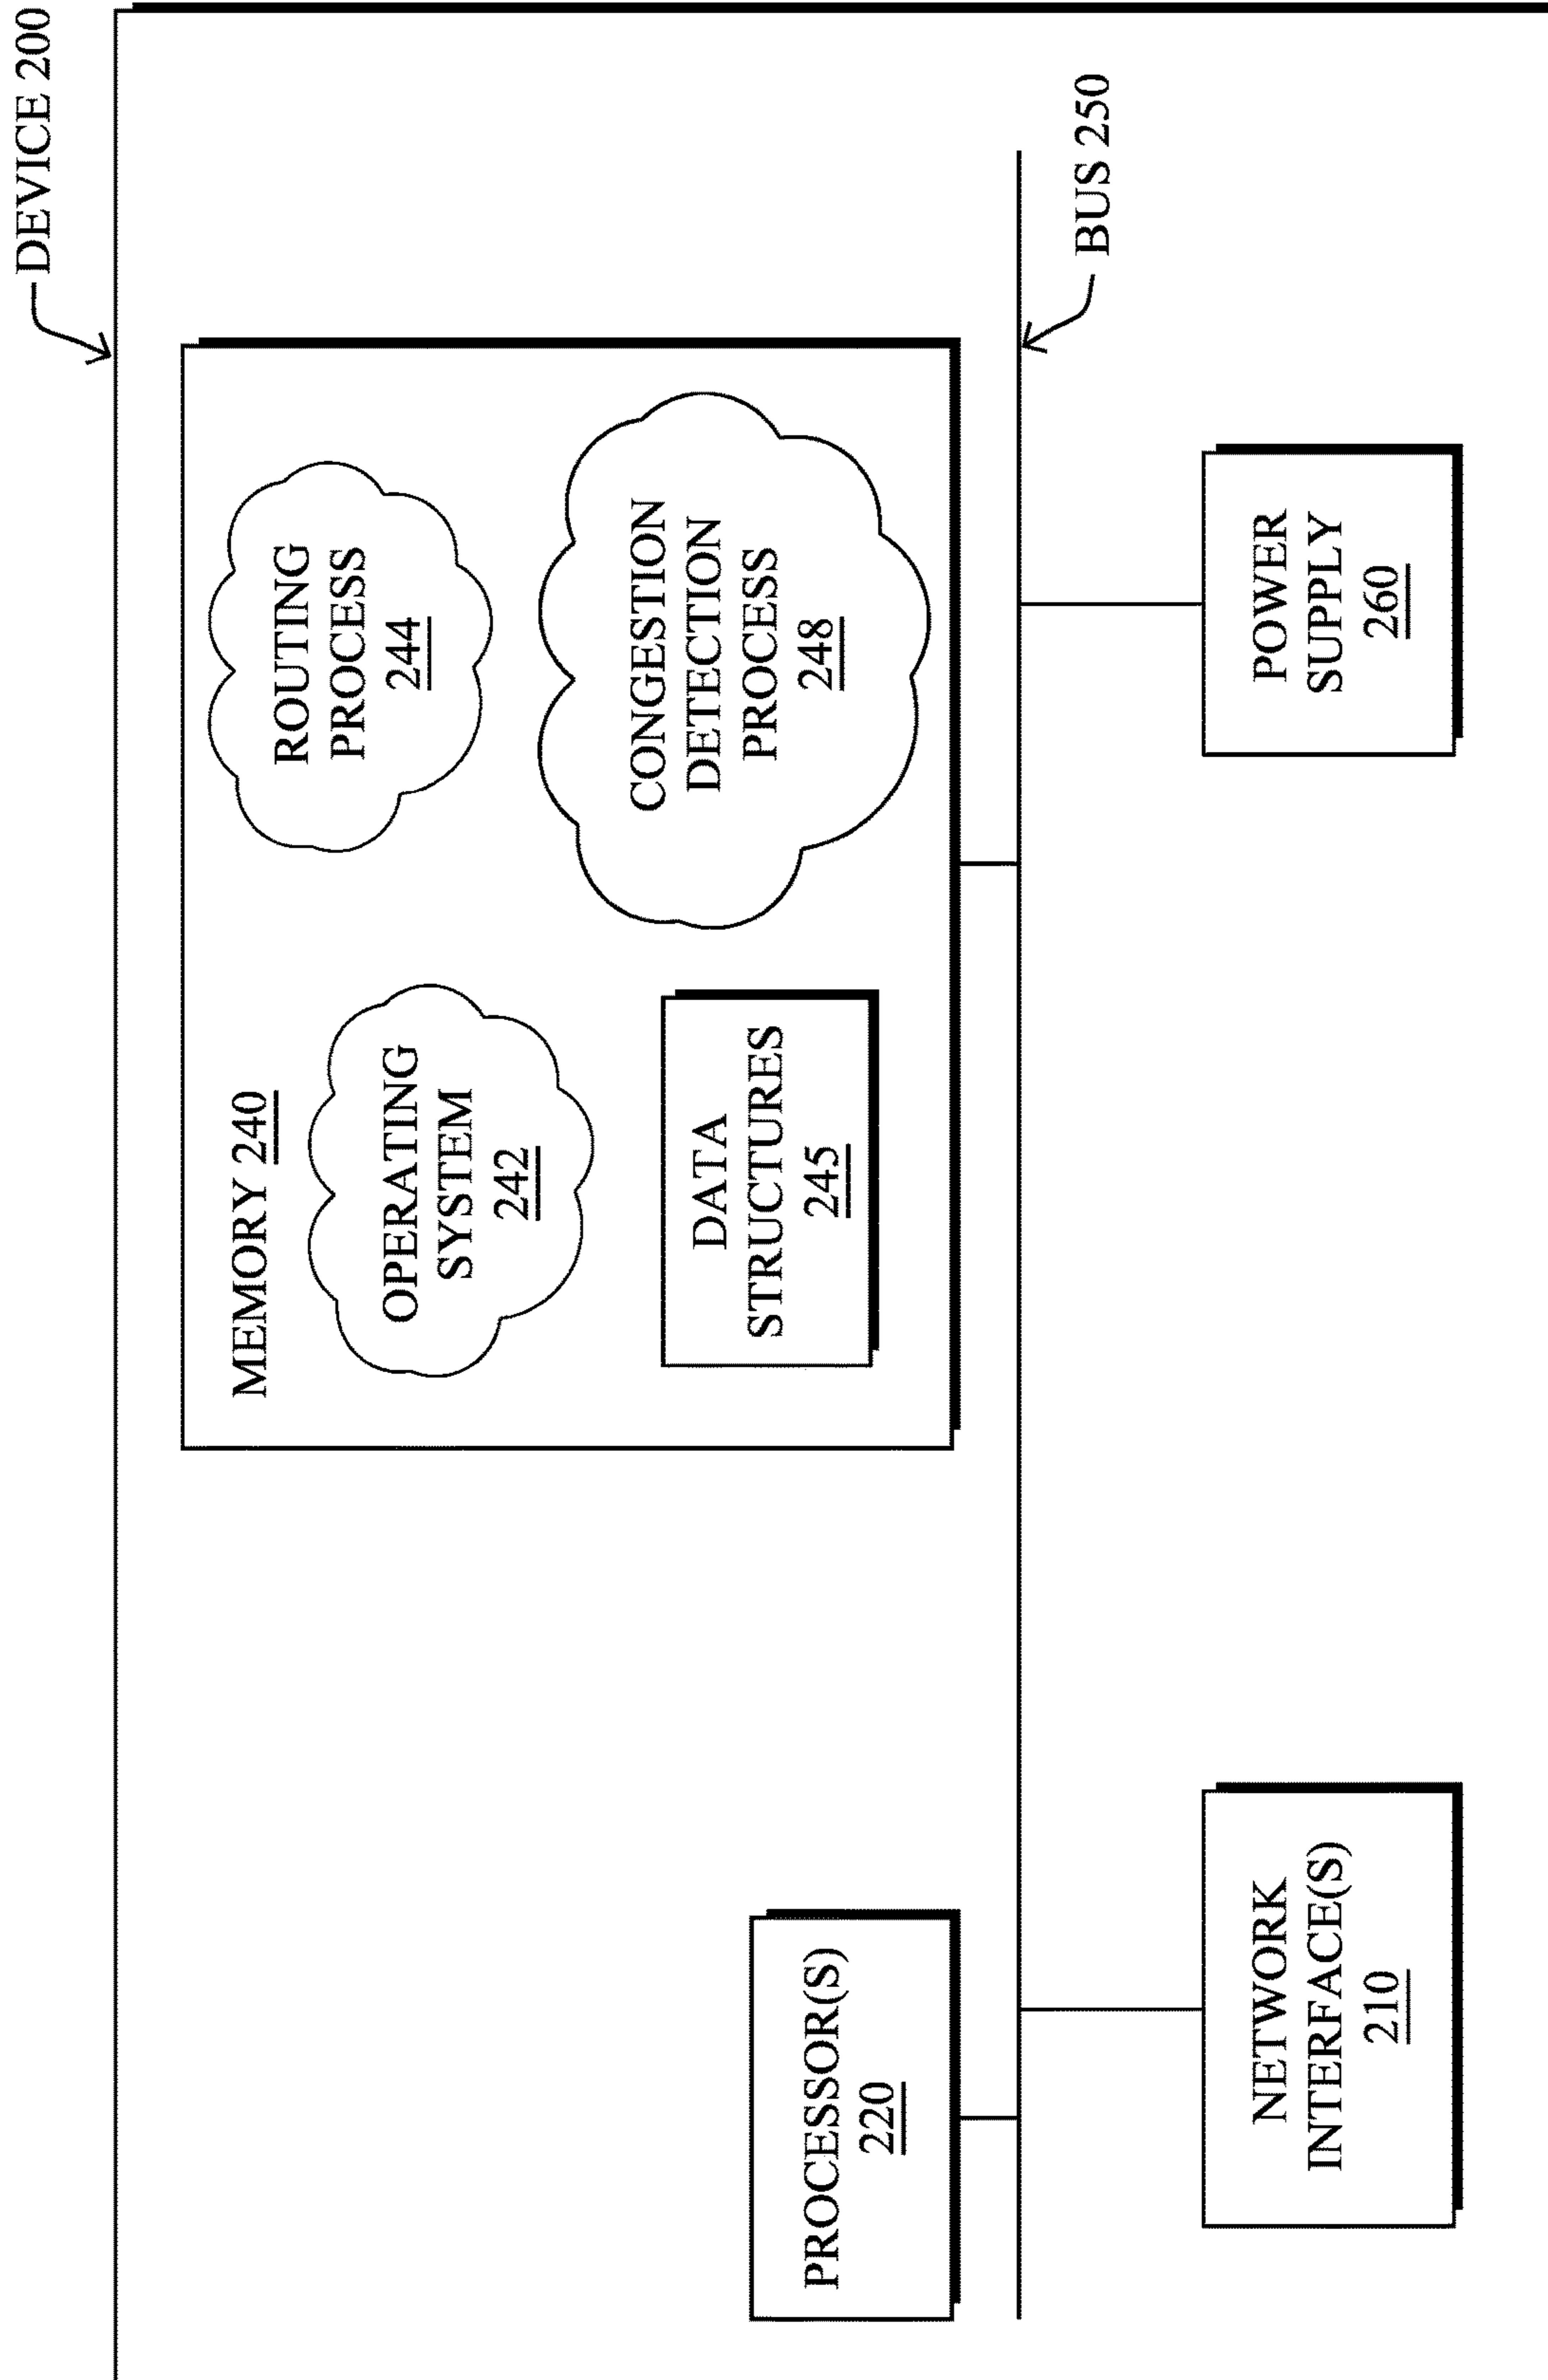 DEVICE 200
MEMORY 240
OPERATING
SYSTEM
242
ROUTING
PROCESS
244
DATA
STRUCTURES
245
CONGESTION
DETECTION
PROCESS
248
PROCESSOR(S)
220
BUS 250
NETWORK
INTERFACE(S)
210
POWER
SUPPLY
260